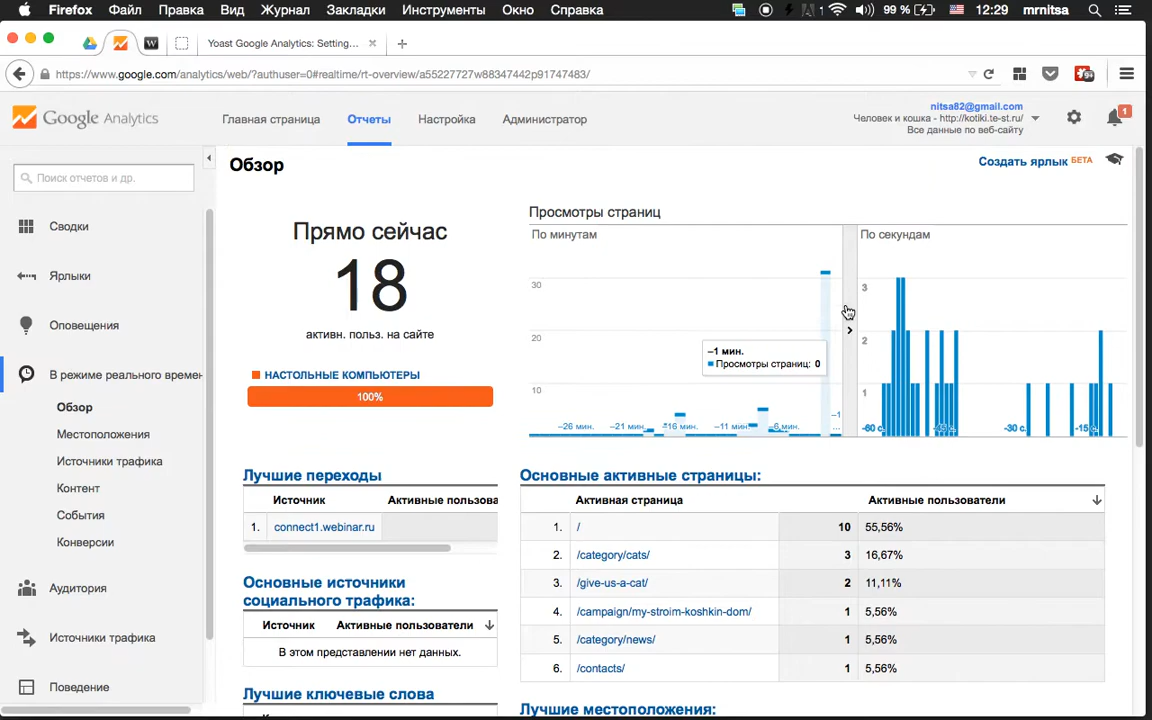 Firefox Файл Правка Вид Журнал Закладки Инструменты Окно Справка 1 99 % 12:29 mrnitsa
Yoast Google Analytics: Setting...
https://www.google.com/analytics/web/?authuser=0#realtime/rt-overview/a55227727w88347442p91747483/
Google Analytics
Главная страница Отчеты Настройка Администратор
nitsa82@gmail.com
Человек и кошка - http://kotiki.te-st.ru/
Все данные по веб-сайту
1
Поиск отчетов и др.
Сводки
Ярлыки
Оповещения
В режиме реального времен
Обзор
Местоположения
Источники трафика
Контент
События
Конверсии
Аудитория
Источники трафика
Поведение
Обзор
Создать ярлык БЕТА
Прямо сейчас
18
активн. польз. на сайте
НАСТОЛЬНЫЕ КОМПЬЮТЕРЫ
100%
Просмотры страниц
По минутам
30
20
10
–1 мин.
Просмотры страниц: 0
–26 мин. –21 мин. –16 мин. –11 мин. –6 мин. –1
...
По секундам
3
2
1
-60 с. -30 с.
Лучшие переходы
Источник Активные пользова
1. connect1.webinar.ru
Основные источники
социального трафика:
Источник Активные пользователи
В этом представлении нет данных.
Лучшие ключевые слова
Основные активные страницы:
Активная страница Активные пользователи
1. / 10 55,56%
2. /category/cats/ 3 16,67%
3. /give-us-a-cat/ 2 11,11%
4. /campaign/my-stroim-koshkin-dom/ 1 5,56%
5. /category/news/ 1 5,56%
6. /contacts/ 1 5,56%
Лучшие местоположения: